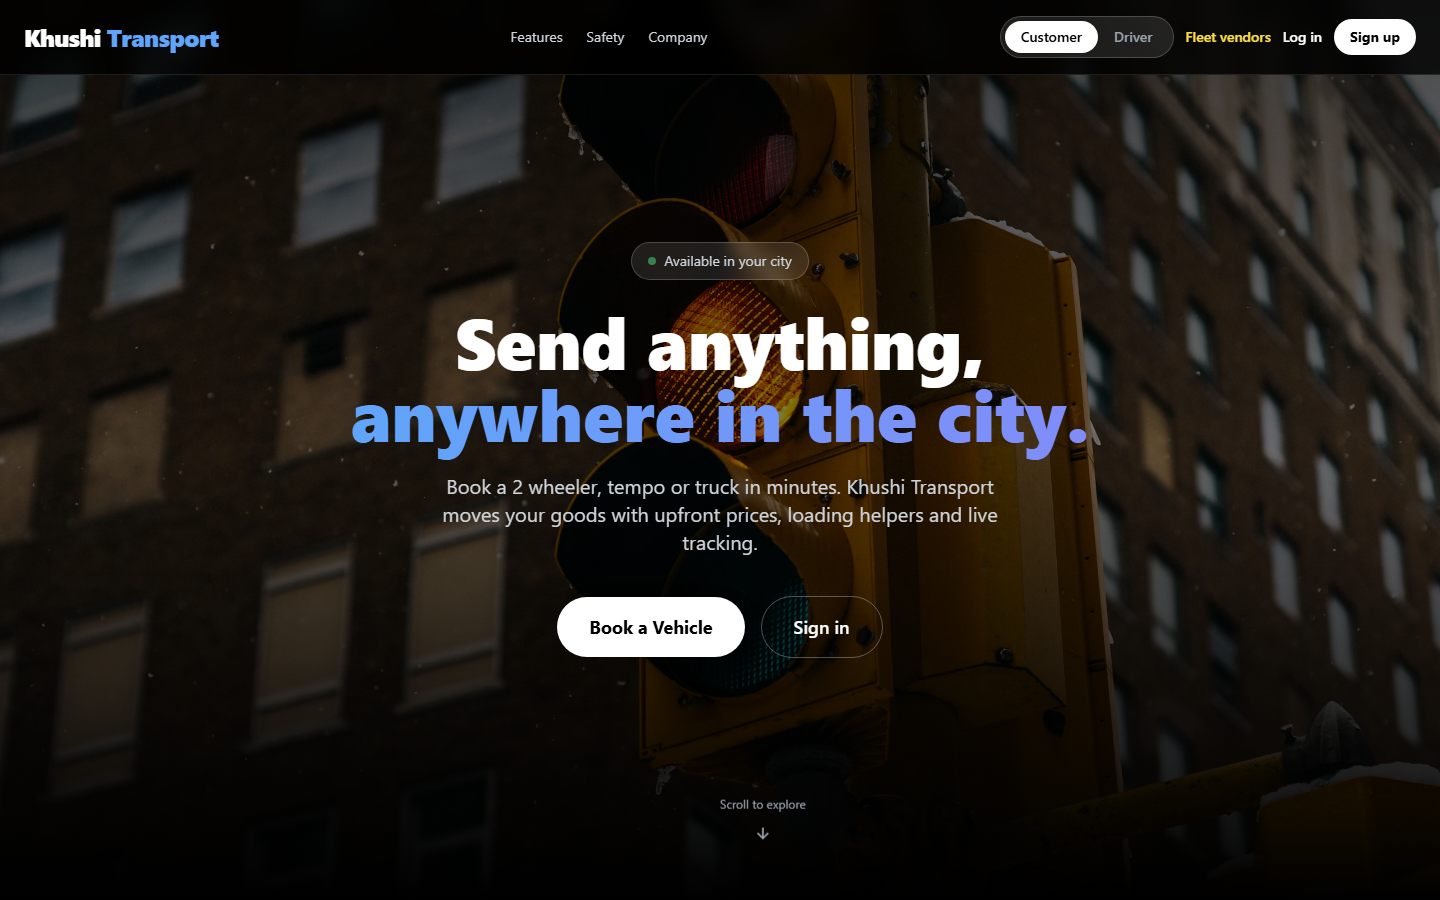 Khushi Transport
Features
Safety
Company
Customer
Driver
Fleet vendors
Log in
Sign up
Available in your city
Send anything,
anywhere in the city.
Book a 2 wheeler, tempo or truck in minutes. Khushi Transport
moves your goods with upfront prices, loading helpers and live
tracking.
Book a Vehicle
Sign in
Scroll to explore